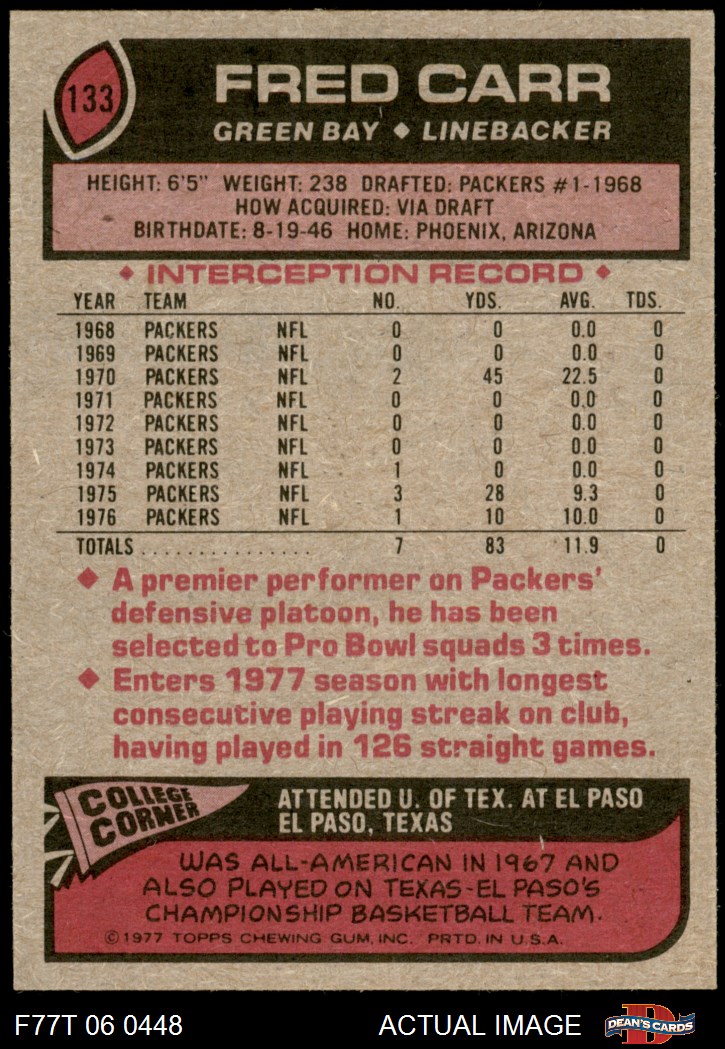 133
FRED CARR
GREEN BAY ♦ LINEBACKER
HEIGHT: 6'5" WEIGHT: 238 DRAFTED: PACKERS #1-1968
HOW ACQUIRED: VIA DRAFT
BIRTHDATE: 8-19-46 HOME: PHOENIX, ARIZONA
♦ INTERCEPTION RECORD ♦
YEAR TEAM NO. YDS. AVG. TDS.
1968 PACKERS NFL 0 0 0.0 0
1969 PACKERS NFL 0 0 0.0 0
1970 PACKERS NFL 2 45 22.5 0
1971 PACKERS NFL 0 0 0.0 0
1972 PACKERS NFL 0 0 0.0 0
1973 PACKERS NFL 0 0 0.0 0
1974 PACKERS NFL 1 0 0.0 0
1975 PACKERS NFL 3 28 9.3 0
1976 PACKERS NFL 1 10 10.0 0
TOTALS . . . . . . . . . . . . . . . . 7 83 11.9 0
♦ A premier performer on Packers'
defensive platoon, he has been
selected to Pro Bowl squads 3 times.
♦ Enters 1977 season with longest
consecutive playing streak on club,
having played in 126 straight games.
COLLEGE
CORNER
ATTENDED U. OF TEX. AT EL PASO
EL PASO, TEXAS
WAS ALL-AMERICAN IN 1967 AND
ALSO PLAYED ON TEXAS-EL PASO'S
CHAMPIONSHIP BASKETBALL TEAM.
© 1977 TOPPS CHEWING GUM, INC. PRTD. IN U.S.A.
F77T 06 0448 ACTUAL IMAGE
D
DEAN'S CARDS